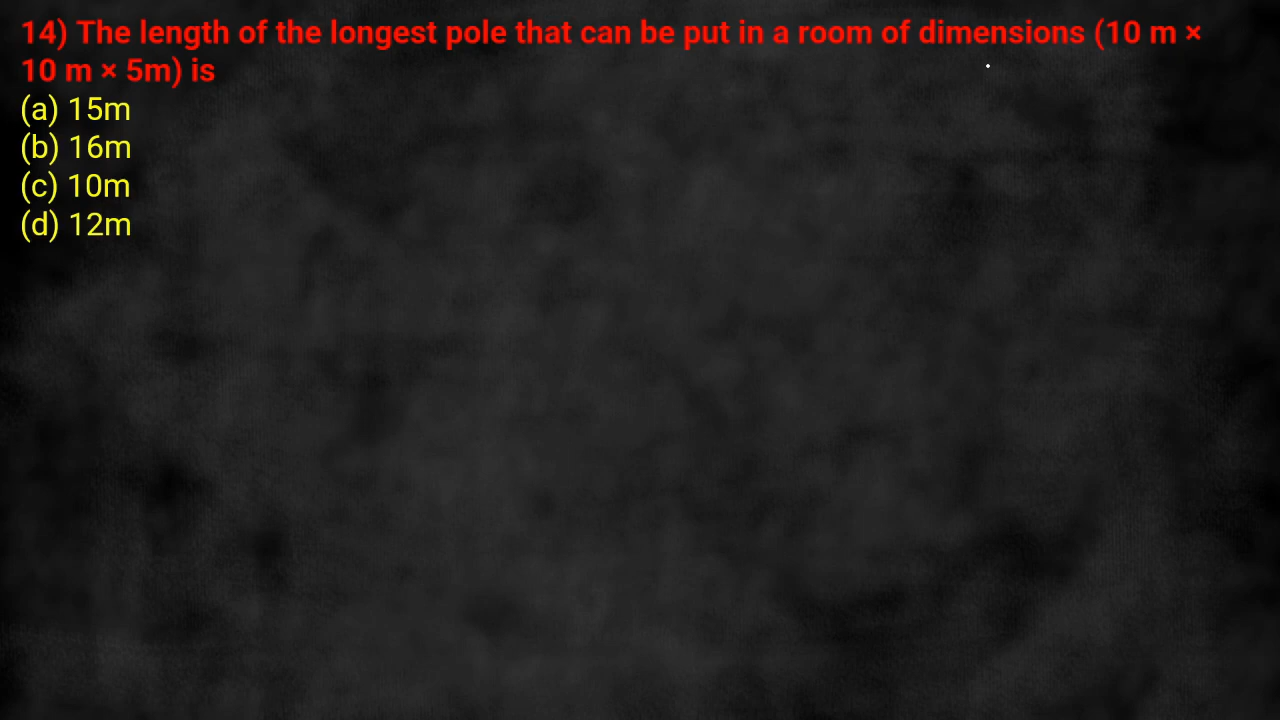 14) The length of the longest pole that can be put in a room of dimensions (10 m ×
10 m × 5m) is
(a) 15m
(b) 16m
(c) 10m
(d) 12m